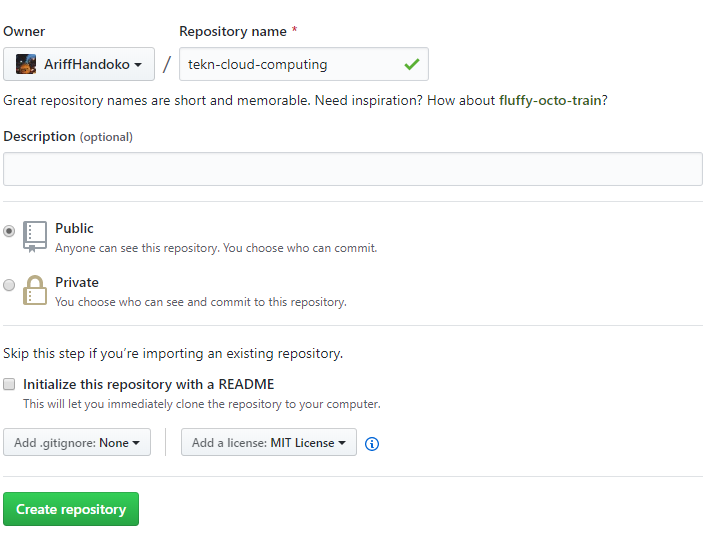 Owner Repository name *
AriffHandoko / tekn-cloud-computing
Great repository names are short and memorable. Need inspiration? How about fluffy-octo-train?
Description (optional)
Public
Anyone can see this repository. You choose who can commit.
Private
You choose who can see and commit to this repository.
Skip this step if you’re importing an existing repository.
Initialize this repository with a README
This will let you immediately clone the repository to your computer.
Add .gitignore: None Add a license: MIT License
Create repository